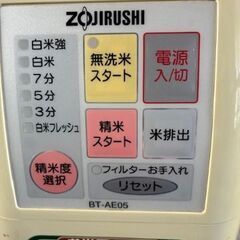 ZOJIRUSHI
白米強
白米
7分
5分
3分
白米フレッシュ
無洗米
スタート
電源
入/切
精米
スタート
米排出
精米度
選択
フィルターお手入れ
リセット
BT-AE05